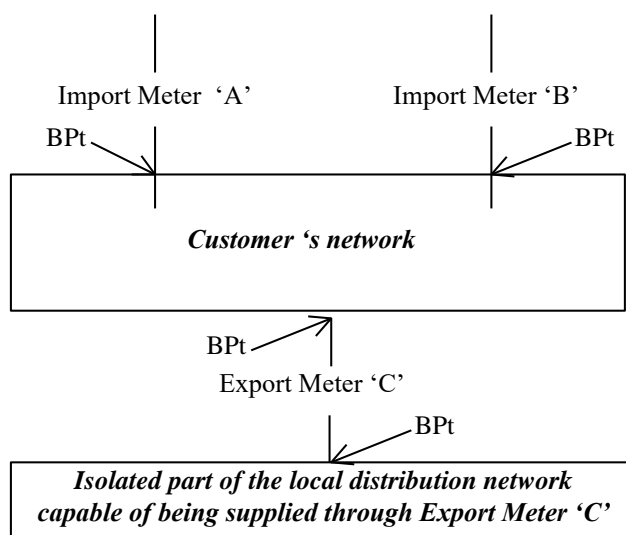 Import Meter ‘A’
Import Meter ‘B’
BPt
BPt
Customer ‘s network
BPt
Export Meter ‘C’
BPt
Isolated part of the local distribution network
capable of being supplied through Export Meter ‘C’